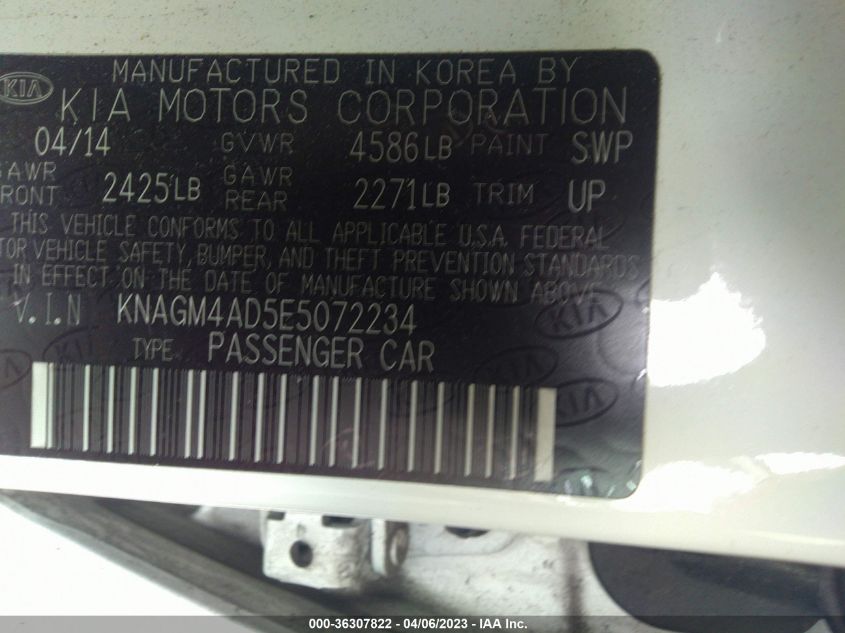 MANUFACTURED IN KOREA BY
KIA
KIA MOTORS CORPORATION
04/14 GVWR 4586LB PAINT SWP
GAWR FRONT 2425LB GAWR REAR 2271LB TRIM UP
THIS VEHICLE CONFORMS TO ALL APPLICABLE U.S.A. FEDERAL
MOTOR VEHICLE SAFETY, BUMPER, AND THEFT PREVENTION STANDARDS
IN EFFECT ON THE DATE OF MANUFACTURE SHOWN ABOVE.
V.I.N KNAGM4AD5E5072234
TYPE PASSENGER CAR
000-36307822 - 04/06/2023 - IAA Inc.